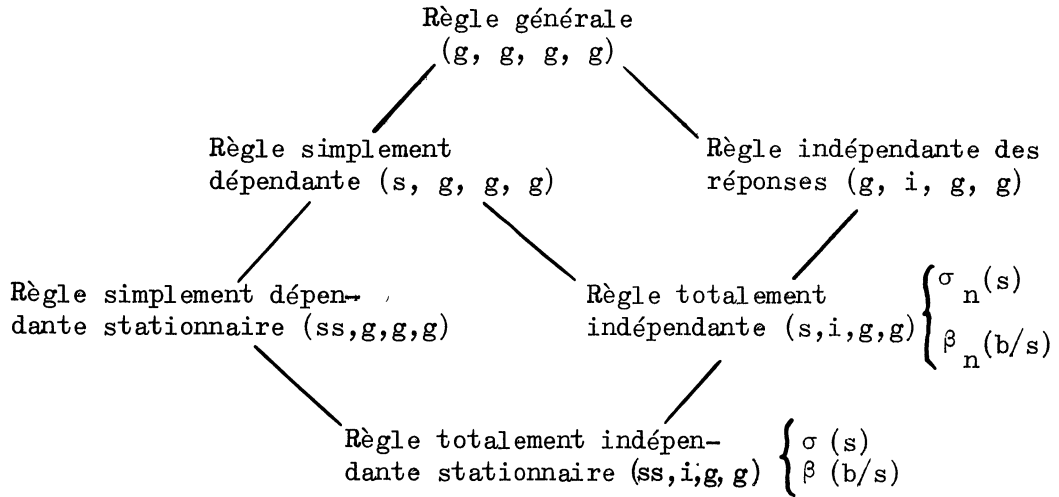 Règle générale
(g, g, g, g)
Règle simplement
dépendante (s, g, g, g)
Règle indépendante des
réponses (g, i, g, g)
Règle simplement dépen-
dante stationnaire (ss,g,g,g)
Règle totalement
indépendante (s,i,g,g)
σ n (s)
β n (b/s)
Règle totalement indépen-
dante stationnaire (ss,i,g, g)
σ (s)
β (b/s)